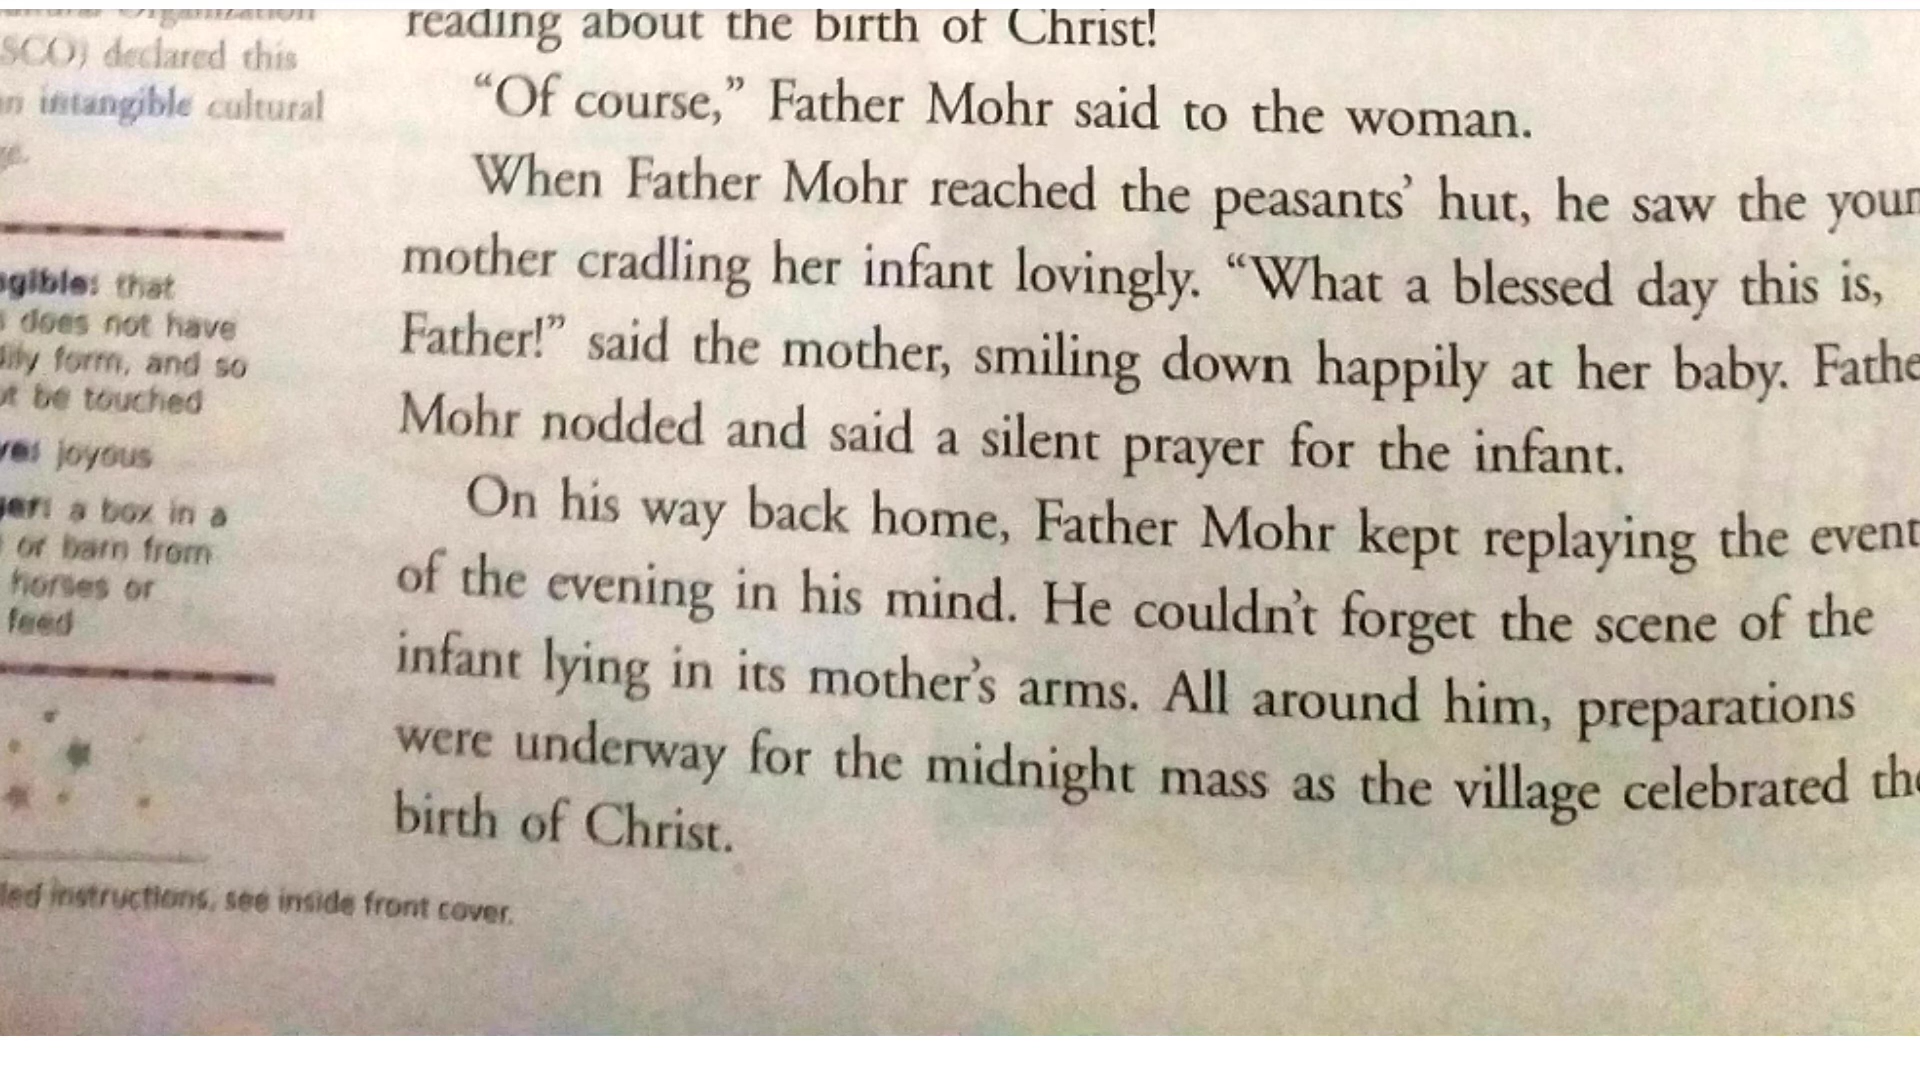 SCO) declared this
intangible cultural
gible: that
does not have
form, and so
be touched
joyous
a box in a
or barn from
horses or
feed
reading about the birth of Christ!
“Of course,” Father Mohr said to the woman.
When Father Mohr reached the peasants’ hut, he saw the youn
mother cradling her infant lovingly. “What a blessed day this is,
Father!” said the mother, smiling down happily at her baby. Fathe
Mohr nodded and said a silent prayer for the infant.
On his way back home, Father Mohr kept replaying the event
of the evening in his mind. He couldn’t forget the scene of the
infant lying in its mother’s arms. All around him, preparations
were underway for the midnight mass as the village celebrated the
birth of Christ.
led instructions, see inside front cover.